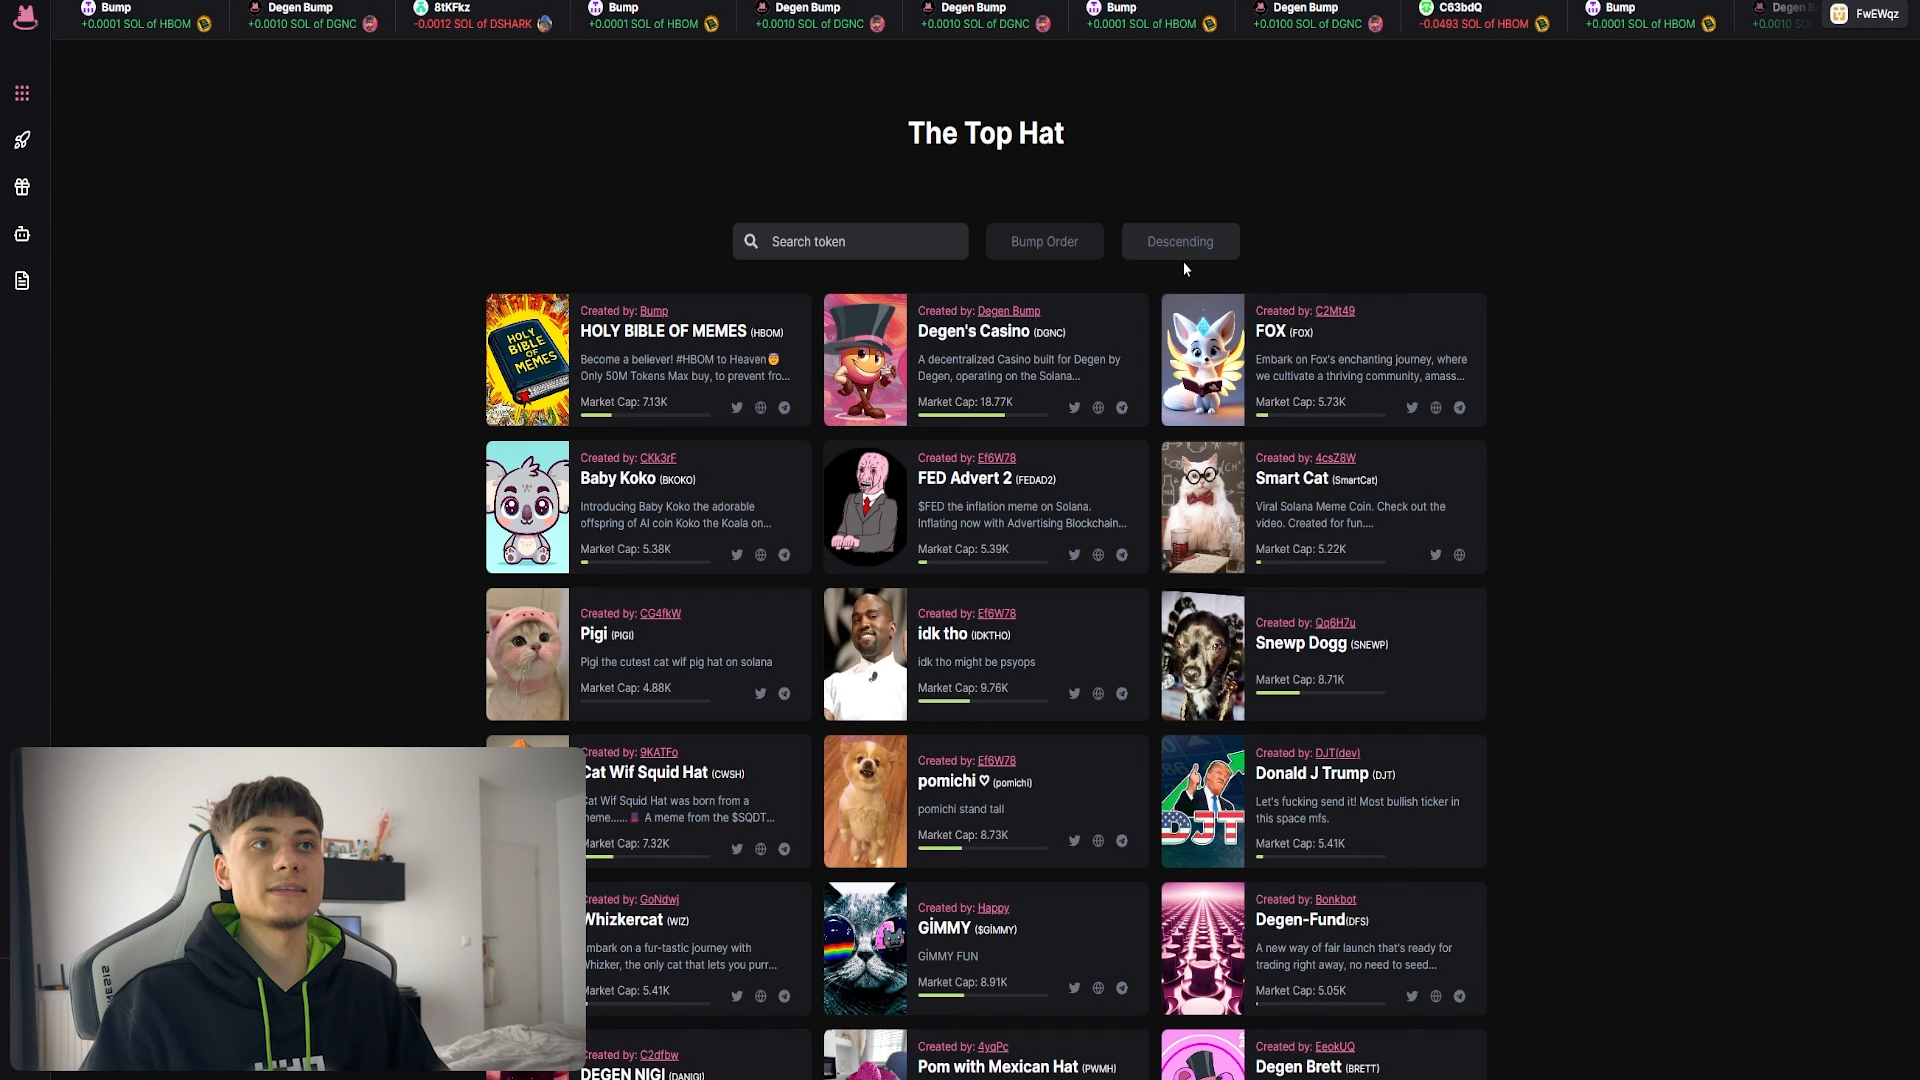 Bump
+0.0001 SOL of HBOM
Degen Bump
+0.0010 SOL of DGNC
8tKFkz
-0.0012 SOL of DSHARK
Bump
+0.0001 SOL of HBOM
Degen Bump
+0.0010 SOL of DGNC
Degen Bump
+0.0010 SOL of DGNC
Bump
+0.0001 SOL of HBOM
Degen Bump
+0.0100 SOL of DGNC
C63bdQ
-0.0493 SOL of HBOM
Bump
+0.0001 SOL of HBOM
Degen
+0.0010 SOL
FwEWqz
The Top Hat
Search token
Bump Order
Descending
HOLY BIBLE OF MEMES
Created by: Bump
HOLY BIBLE OF MEMES (HBOM)
Become a believer! #HBOM to Heaven😇
Only 50M Tokens Max buy, to prevent fro...
Market Cap: 7.13K
Created by: Degen Bump
Degen's Casino (DGNC)
A decentralized Casino built for Degen by
Degen, operating on the Solana...
Market Cap: 18.77K
Created by: C2Mt49
FOX (FOX)
Embark on Fox's enchanting journey, where
we cultivate a thriving community, amass...
Market Cap: 5.73K
Created by: CKk3rF
Baby Koko (BKOKO)
Introducing Baby Koko the adorable
offspring of AI coin Koko the Koala on...
Market Cap: 5.38K
Created by: Ef6W78
FED Advert 2 (FEDAD2)
$FED the inflation meme on Solana.
Inflating now with Advertising Blockchain...
Market Cap: 5.39K
Created by: 4csZ8W
Smart Cat (SmartCat)
Viral Solana Meme Coin. Check out the
video. Created for fun....
Market Cap: 5.22K
Created by: CG4fkW
Pigi (PIGI)
Pigi the cutest cat wif pig hat on solana
Market Cap: 4.88K
Created by: Ef6W78
idk tho (IDKTHO)
idk tho might be psyops
Market Cap: 9.76K
Created by: Qq6H7u
Snewp Dogg (SNEWP)
Market Cap: 8.71K
Created by: 9KATFo
Cat Wif Squid Hat (CWSH)
Cat Wif Squid Hat was born from a
meme...... A meme from the $SQDT...
Market Cap: 7.32K
Created by: Ef6W78
pomichi ♡ (pomichi)
pomichi stand tall
Market Cap: 8.73K
DJT
Created by: DJT(dev)
Donald J Trump (DJT)
Let's fucking send it! Most bullish ticker in
this space mfs.
Market Cap: 5.41K
Created by: GoNdwj
Whizkercat (WIZ)
mbark on a fur-tastic journey with
Whizker, the only cat that lets you purr...
Market Cap: 5.41K
Created by: Happy
GİMMY ($GİMMY)
GİMMY FUN
Market Cap: 8.91K
Created by: Bonkbot
Degen-Fund(DFS)
A new way of fair launch that's ready for
trading right away, no need to seed...
Market Cap: 5.05K
Created by: C2dfbw
DEGEN NIGI (DANIGI)
Created by: 4yqPc
Pom with Mexican Hat (PWMH)
Created by: EeokUQ
Degen Brett (BRETT)